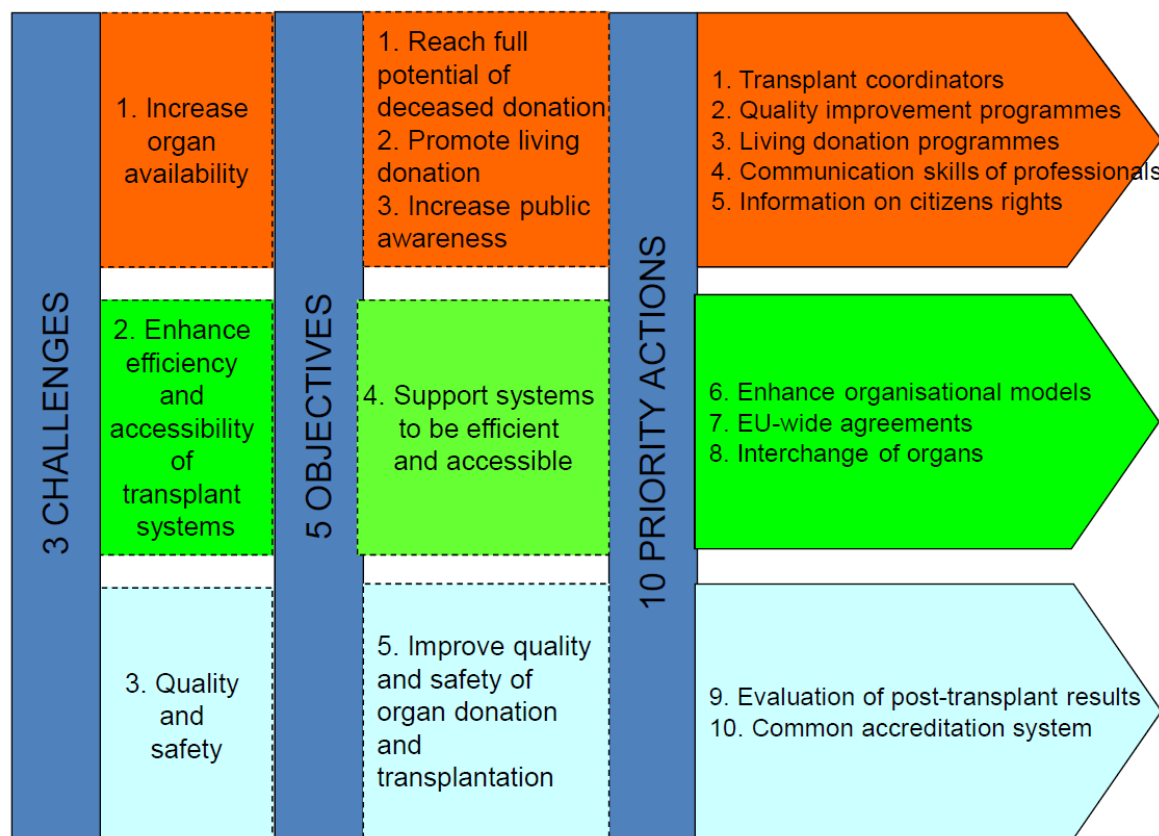 3 CHALLENGES
1. Increase
organ
availability
2. Enhance
efficiency
and
accessibility
of
transplant
systems
3. Quality
and
safety
5 OBJECTIVES
1. Reach full
potential of
deceased donation
2. Promote living
donation
3. Increase public
awareness
4. Support systems
to be efficient
and accessible
5. Improve quality
and safety of
organ donation
and
transplantation
10 PRIORITY ACTIONS
1. Transplant coordinators
2. Quality improvement programmes
3. Living donation programmes
4. Communication skills of professionals
5. Information on citizens rights
6. Enhance organisational models
7. EU-wide agreements
8. Interchange of organs
9. Evaluation of post-transplant results
10. Common accreditation system